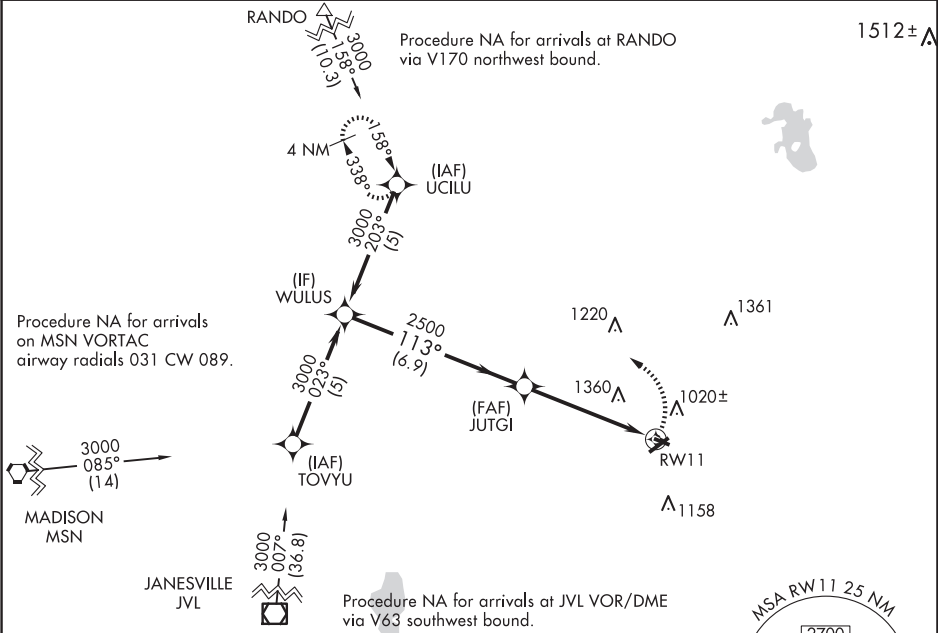 RANDO
3000
158°
(10.3)
Procedure NA for arrivals at RANDO
via V170 northwest bound.
1512±
4 NM
158°
338°
(IAF)
UCILU
3000
203°
(5)
(IF)
WULUS
Procedure NA for arrivals
on MSN VORTAC
airway radials 031 CW 089.
2500
113°
(6.9)
1220
1361
3000
023°
(5)
(FAF)
JUTGI
1360
1020±
RW11
(IAF)
TOVYU
3000
085°
(14)
MADISON
MSN
1158
3000
007°
(36.8)
JANESVILLE
JVL
Procedure NA for arrivals at JVL VOR/DME
via V63 southwest bound.
MSA RW11 25 NM
2700